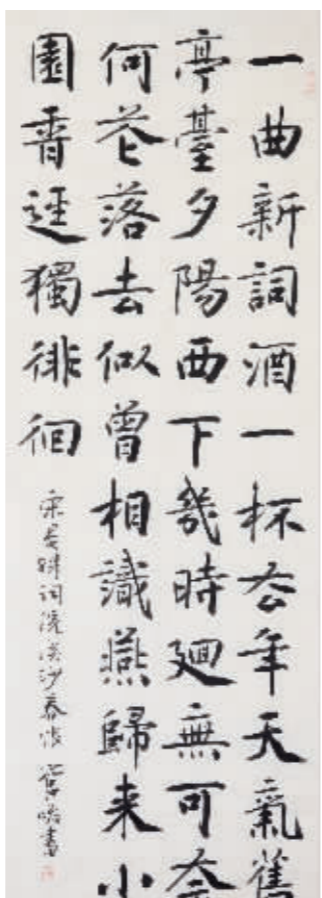 一曲新詞酒一杯去年天氣舊
亭臺夕陽西下幾時廻無可奈
何花落去似曾相識燕歸来小
園香逕獨徘徊
宋晏殊詞浣溪沙春恨 書